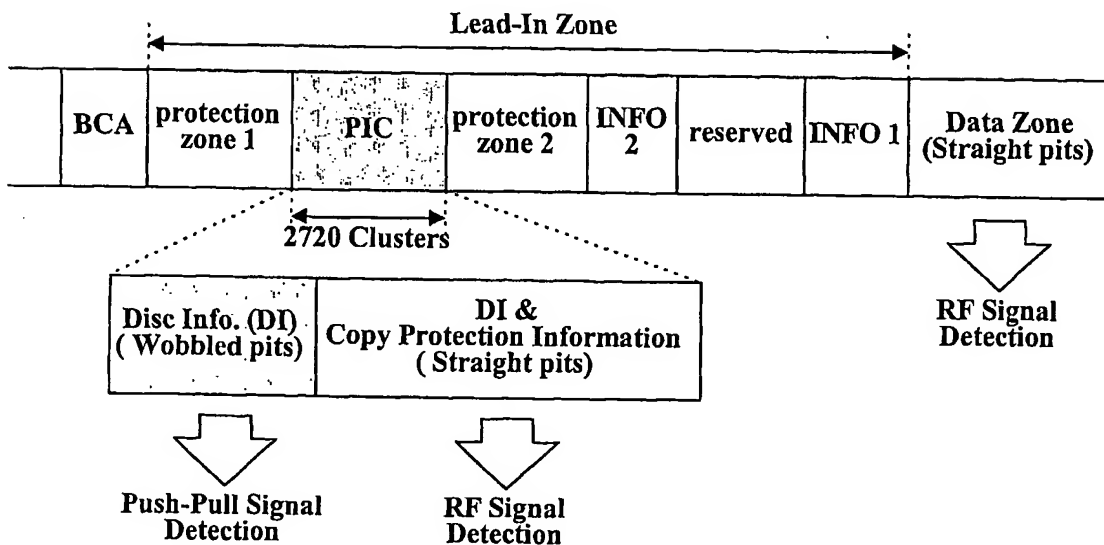 Lead-In Zone
BCA
protection
zone 1
PIC
protection
zone 2
INFO
2
reserved
INFO 1
Data Zone
(Straight pits)
2720 Clusters
Disc Info. (DI)
( Wobbled pits)
DI &
Copy Protection Information
( Straight pits)
RF Signal
Detection
Push-Pull Signal
Detection
RF Signal
Detection